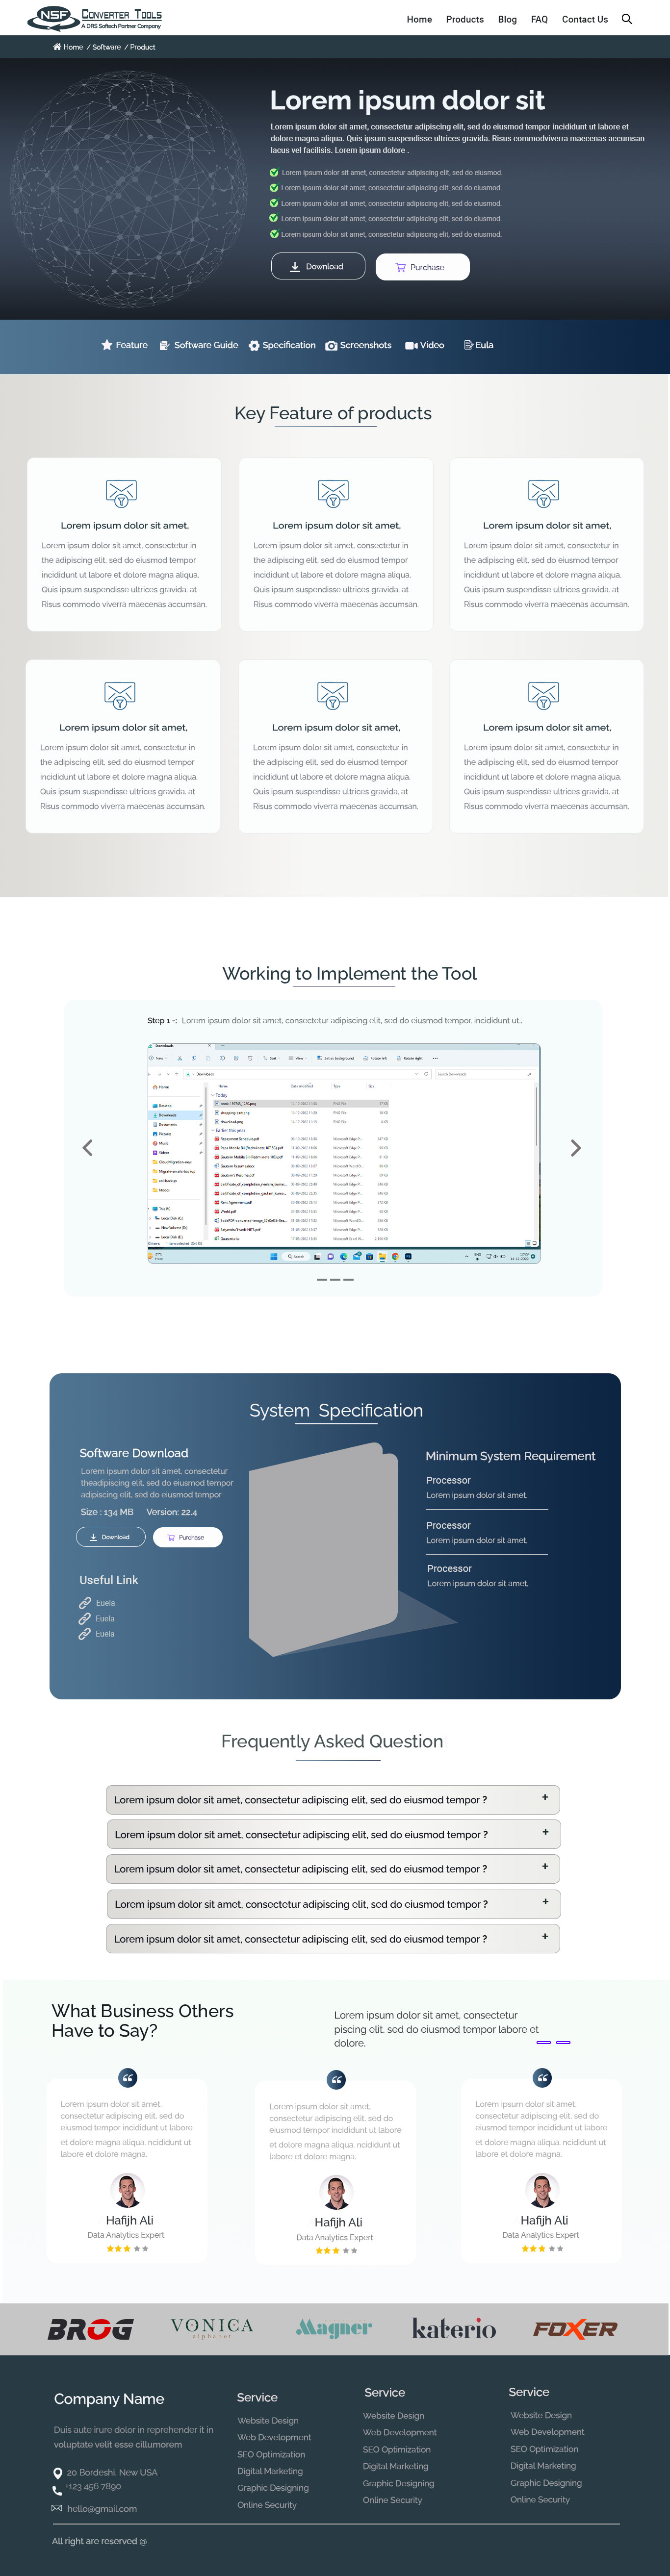 NSF CONVERTER TOOLS
A DRS Softech Partner Company
Home Products Blog FAQ Contact Us
Home / Software / Product
Lorem ipsum dolor sit
Lorem ipsum dolor sit amet, consectetur adipiscing elit, sed do eiusmod tempor incididunt ut labore et
dolore magna aliqua. Quis ipsum suspendisse ultrices gravida. Risus commodviverra maecenas accumsan
lacus vel facilisis. Lorem ipsum dolore .
Lorem ipsum dolor sit amet, consectetur adipiscing elit, sed do eiusmod.
Lorem ipsum dolor sit amet, consectetur adipiscing elit, sed do eiusmod.
Lorem ipsum dolor sit amet, consectetur adipiscing elit, sed do eiusmod.
Lorem ipsum dolor sit amet, consectetur adipiscing elit, sed do eiusmod.
Lorem ipsum dolor sit amet, consectetur adipiscing elit, sed do eiusmod.
Download Purchase
Feature Software Guide Specification Screenshots Video Eula
Key Feature of products
Lorem ipsum dolor sit amet,
Lorem ipsum dolor sit amet, consectetur in
the adipiscing elit, sed do eiusmod tempor
incididunt ut labore et dolore magna aliqua.
Quis ipsum suspendisse ultrices gravida. at
Risus commodo viverra maecenas accumsan.
Lorem ipsum dolor sit amet,
Lorem ipsum dolor sit amet, consectetur in
the adipiscing elit, sed do eiusmod tempor
incididunt ut labore et dolore magna aliqua.
Quis ipsum suspendisse ultrices gravida. at
Risus commodo viverra maecenas accumsan.
Lorem ipsum dolor sit amet,
Lorem ipsum dolor sit amet, consectetur in
the adipiscing elit, sed do eiusmod tempor
incididunt ut labore et dolore magna aliqua.
Quis ipsum suspendisse ultrices gravida. at
Risus commodo viverra maecenas accumsan.
Lorem ipsum dolor sit amet,
Lorem ipsum dolor sit amet, consectetur in
the adipiscing elit, sed do eiusmod tempor
incididunt ut labore et dolore magna aliqua.
Quis ipsum suspendisse ultrices gravida. at
Risus commodo viverra maecenas accumsan.
Lorem ipsum dolor sit amet,
Lorem ipsum dolor sit amet, consectetur in
the adipiscing elit, sed do eiusmod tempor
incididunt ut labore et dolore magna aliqua.
Quis ipsum suspendisse ultrices gravida. at
Risus commodo viverra maecenas accumsan.
Lorem ipsum dolor sit amet,
Lorem ipsum dolor sit amet, consectetur in
the adipiscing elit, sed do eiusmod tempor
incididunt ut labore et dolore magna aliqua.
Quis ipsum suspendisse ultrices gravida. at
Risus commodo viverra maecenas accumsan.
Working to Implement the Tool
Step 1 -: Lorem ipsum dolor sit amet, consectetur adipiscing elit, sed do eiusmod tempor. incididunt ut..
Downloads
Home
Desktop
Downloads
Documents
Pictures
Music
Videos
Notes
This PC
System Specification
Software Download
Lorem ipsum dolor sit amet, consectetur
theadipiscing elit, sed do eiusmod tempor
adipiscing elit, sed do eiusmod tempor
Size : 134 MB Version: 22.4
Download Purchase
Useful Link
Euela
Euela
Euela
Minimum System Requirement
Processor
Lorem ipsum dolor sit amet,
Processor
Lorem ipsum dolor sit amet,
Processor
Lorem ipsum dolor sit amet,
Frequently Asked Question
Lorem ipsum dolor sit amet, consectetur adipiscing elit, sed do eiusmod tempor ? +
Lorem ipsum dolor sit amet, consectetur adipiscing elit, sed do eiusmod tempor ? +
Lorem ipsum dolor sit amet, consectetur adipiscing elit, sed do eiusmod tempor ? +
Lorem ipsum dolor sit amet, consectetur adipiscing elit, sed do eiusmod tempor ? +
Lorem ipsum dolor sit amet, consectetur adipiscing elit, sed do eiusmod tempor ? +
What Business Others
Have to Say?
Lorem ipsum dolor sit amet, consectetur
piscing elit. sed do eiusmod tempor labore et
dolore.
Lorem ipsum dolor sit amet,
consectetur adipiscing elit, sed do
eiusmod tempor incididunt ut labore
et dolore magna aliqua. ncididunt ut
labore et dolore magna.
Hafijh Ali
Data Analytics Expert
Lorem ipsum dolor sit amet,
consectetur adipiscing elit, sed do
eiusmod tempor incididunt ut labore
et dolore magna aliqua. ncididunt ut
labore et dolore magna.
Hafijh Ali
Data Analytics Expert
Lorem ipsum dolor sit amet,
consectetur adipiscing elit, sed do
eiusmod tempor incididunt ut labore
et dolore magna aliqua. ncididunt ut
labore et dolore magna.
Hafijh Ali
Data Analytics Expert
BROG
VONICA
alphabet
Magner
katerio
FOXER
Company Name
Duis aute irure dolor in reprehender it in
voluptate velit esse cillumorem
20 Bordeshi, New USA
+123 456 7890
hello@gmail.com
Service
Website Design
Web Development
SEO Optimization
Digital Marketing
Graphic Designing
Online Security
Service
Website Design
Web Development
SEO Optimization
Digital Marketing
Graphic Designing
Online Security
Service
Website Design
Web Development
SEO Optimization
Digital Marketing
Graphic Designing
Online Security
All right are reserved @